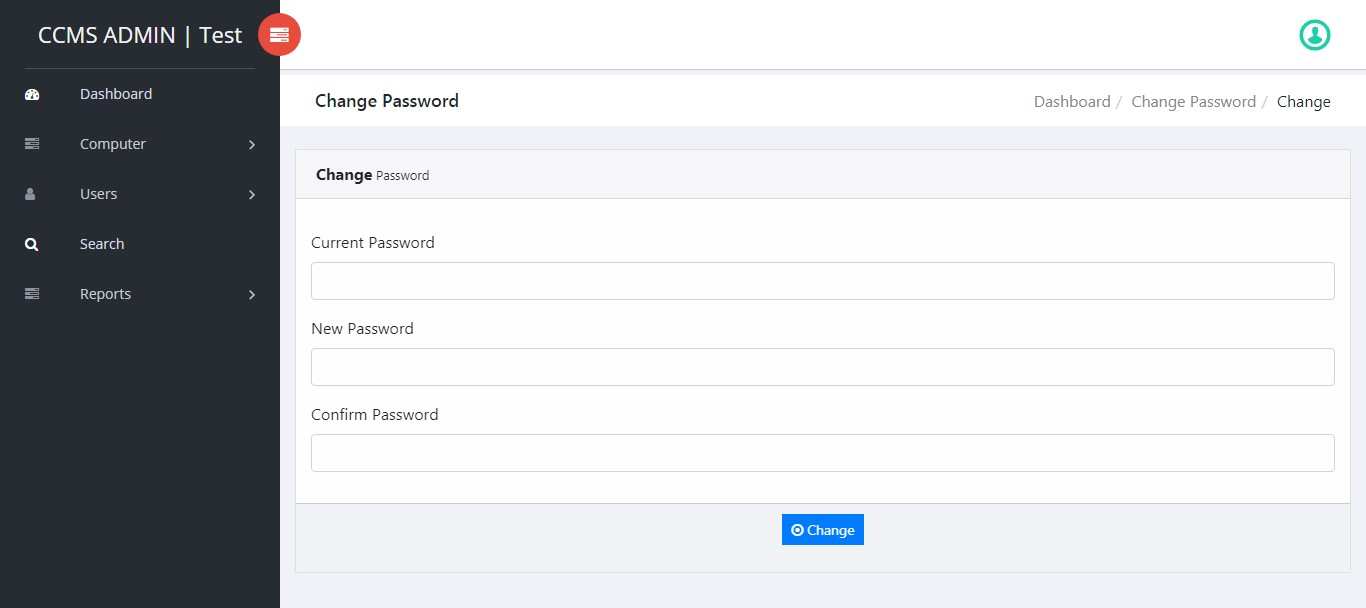 CCMS ADMIN | Test
Dashboard
Computer
Users
Search
Reports
Change Password
Dashboard / Change Password / Change
Change Password
Current Password
New Password
Confirm Password
Change